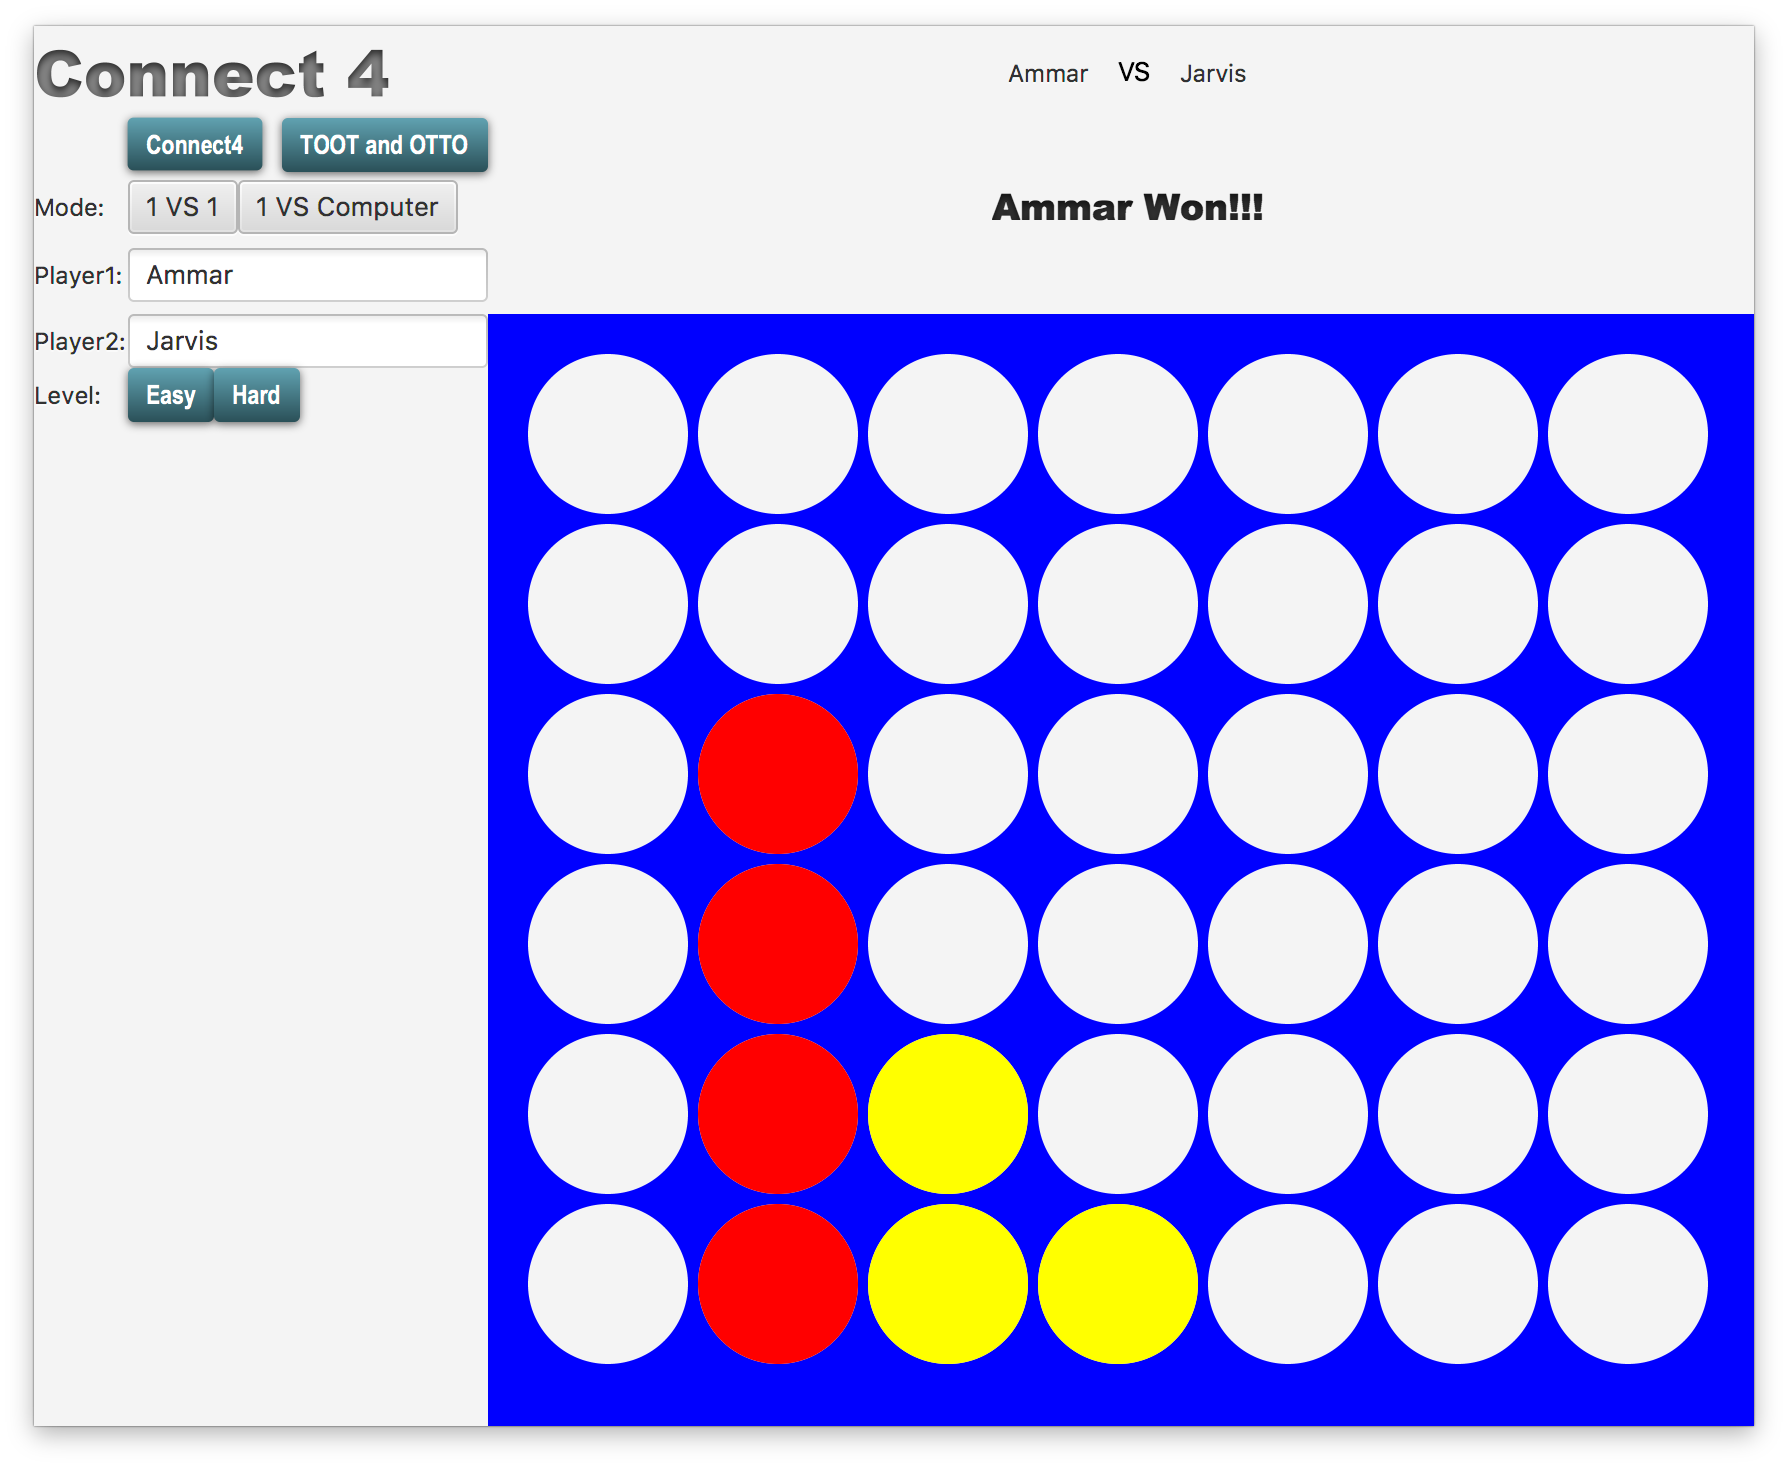 Connect 4
Ammar VS Jarvis
Connect4 TOOT and OTTO
Mode: 1 VS 1 1 VS Computer
Ammar Won!!!
Player1: Ammar
Player2: Jarvis
Level: Easy Hard